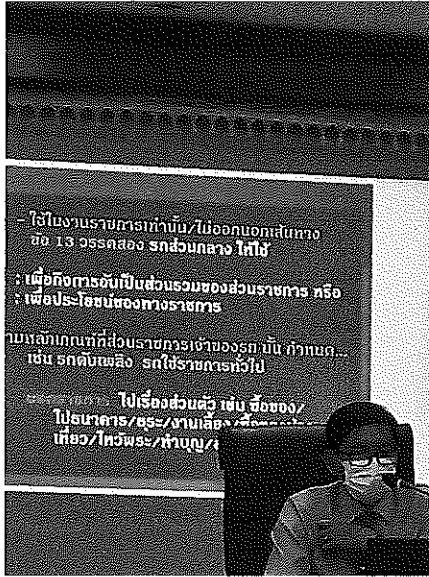 - ใช้ในงานราชการเท่านั้น/ไม่ออกนอกเส้นทาง
ข้อ 13 วรรคสอง รถส่วนกลาง ให้ใช้
: เพื่อกิจการอันเป็นส่วนรวมของส่วนราชการ หรือ
: เพื่อประโยชน์ของทางราชการ
ามหลักเกณฑ์ที่ส่วนราชการเจ้าของรถ นั้น กำหนด...
เช่น รถดับเพลิง รถใช้ราชการทั่วไป
ไปเรื่องส่วนตัว เช่น ซื้อของ/
ไปธนาคาร/ธุระ/งานเลี้ยง/
เที่ยว/ไหว้พระ/ทำบุญ/